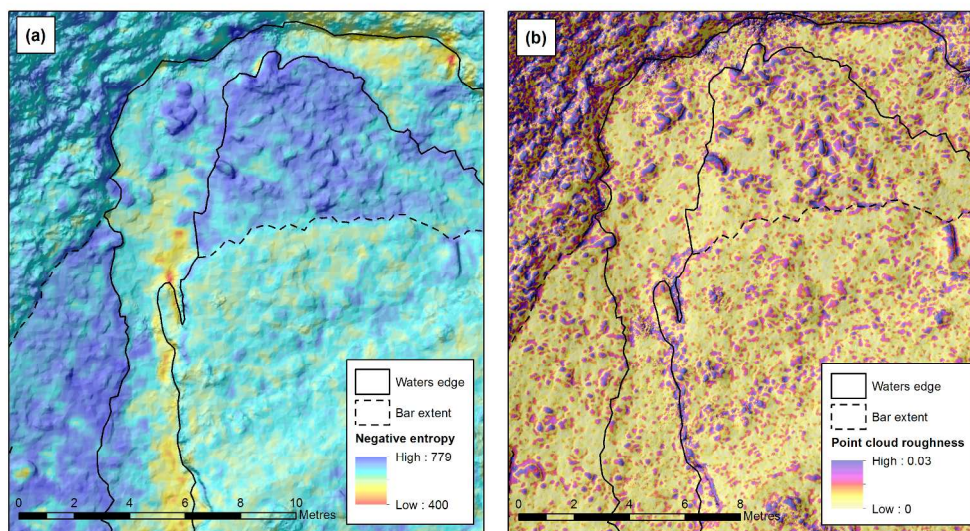 (a)
Waters edge
Bar extent
Negative entropy
High : 779
Low : 400
0 2 4 6 8 10
Metres
(b)
Waters edge
Bar extent
Point cloud roughness
High : 0.03
Low : 0
0 2 4 6 8
Metres